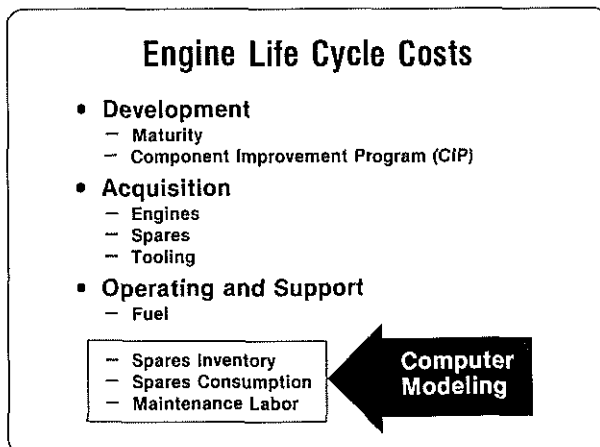 Engine Life Cycle Costs
• Development
— Maturity
— Component Improvement Program (CIP)
• Acquisition
— Engines
— Spares
— Tooling
• Operating and Support
— Fuel
— Spares Inventory
— Spares Consumption
— Maintenance Labor
Computer
Modeling